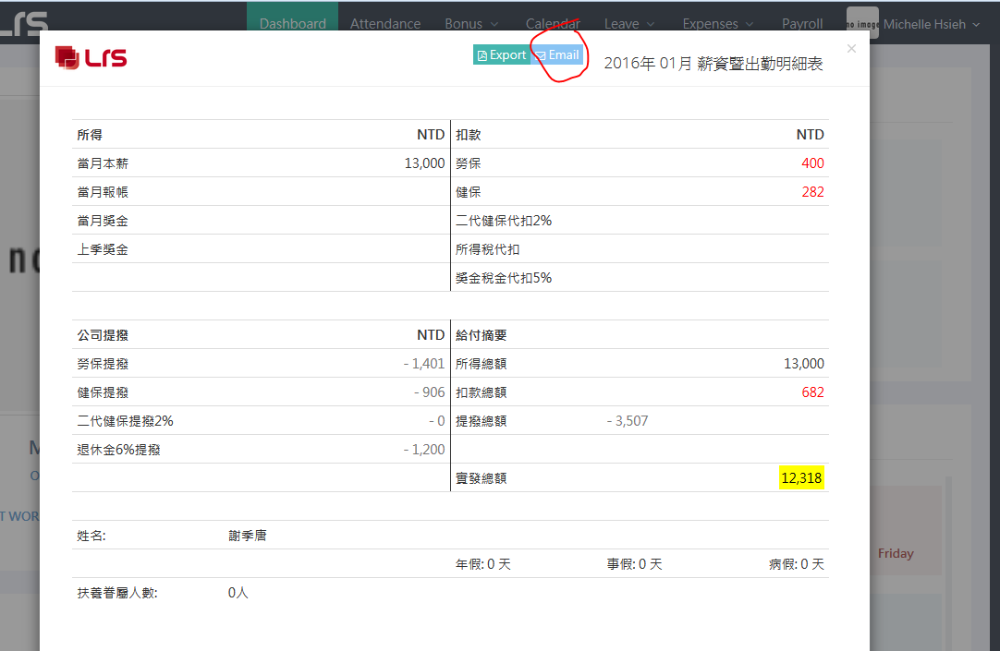 LRS
Dashboard Attendance Bonus Calendar Leave Expenses Payroll no image Michelle Hsieh
LRS Export Email 2016年 01月 薪資暨出勤明細表 ×
所得 NTD 扣款 NTD
當月本薪 13,000 勞保 400
當月報帳 健保 282
當月獎金 二代健保代扣2%
上季獎金 所得稅代扣
獎金稅金代扣5%
公司提撥 NTD 給付摘要
勞保提撥 - 1,401 所得總額 13,000
健保提撥 - 906 扣款總額 682
二代健保提撥2% - 0 提撥總額 - 3,507
退休金6%提撥 - 1,200
實發總額 12,318
姓名: 謝季唐
年假: 0 天 事假: 0 天 病假: 0 天
Friday
扶養眷屬人數: 0人